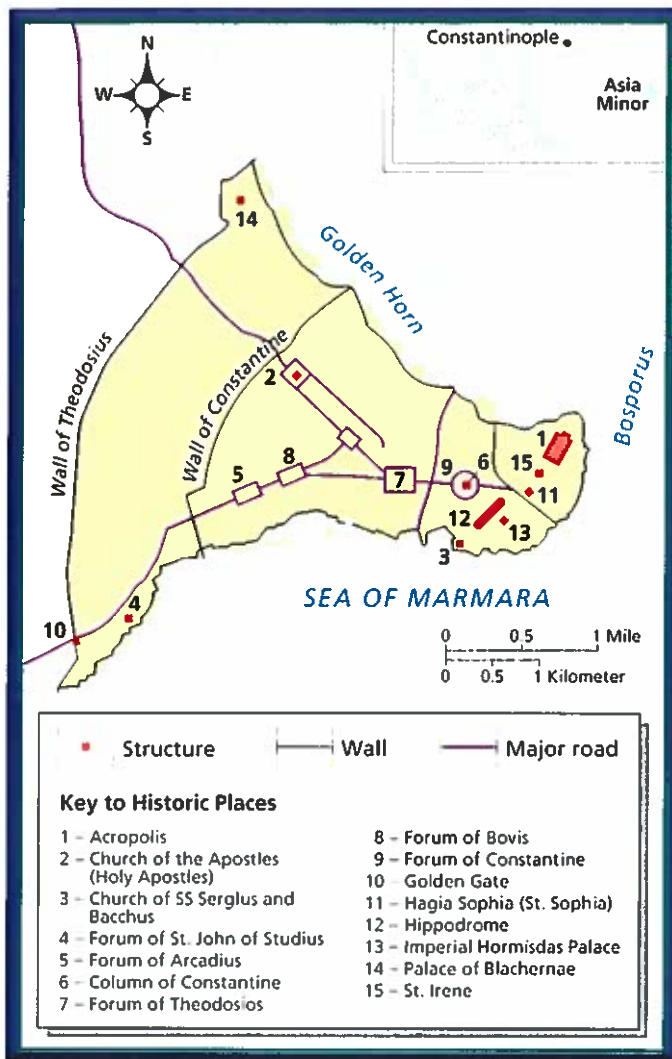 Constantinople
Asia
Minor
N
W E
S
14
Golden Horn
Wall of Theodosius
Wall of Constantine
Bosporus
2
1
8
9
6
15
5
7
11
12
13
3
4
SEA OF MARMARA
10
0 0.5 1 Mile
0 0.5 1 Kilometer
Structure Wall Major road
Key to Historic Places
1 – Acropolis
2 – Church of the Apostles
(Holy Apostles)
3 – Church of SS Serglus and
Bacchus
4 – Forum of St. John of Studius
5 – Forum of Arcadius
6 – Column of Constantine
7 – Forum of Theodosios
8 – Forum of Bovis
9 – Forum of Constantine
10 – Golden Gate
11 – Hagia Sophia (St. Sophia)
12 – Hippodrome
13 – Imperial Hormisdas Palace
14 – Palace of Blachernae
15 – St. Irene